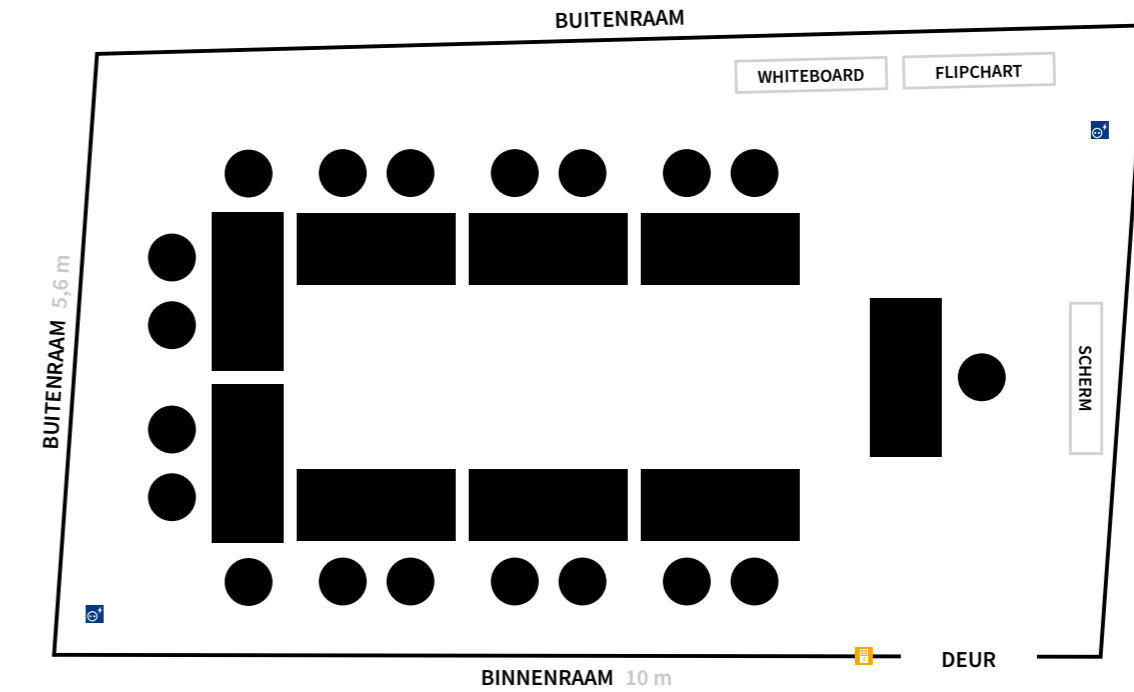 BUITENRAAM
WHITEBOARD
FLIPCHART
BUITENRAAM 5,6 m
SCHERM
DEUR
BINNENRAAM 10 m